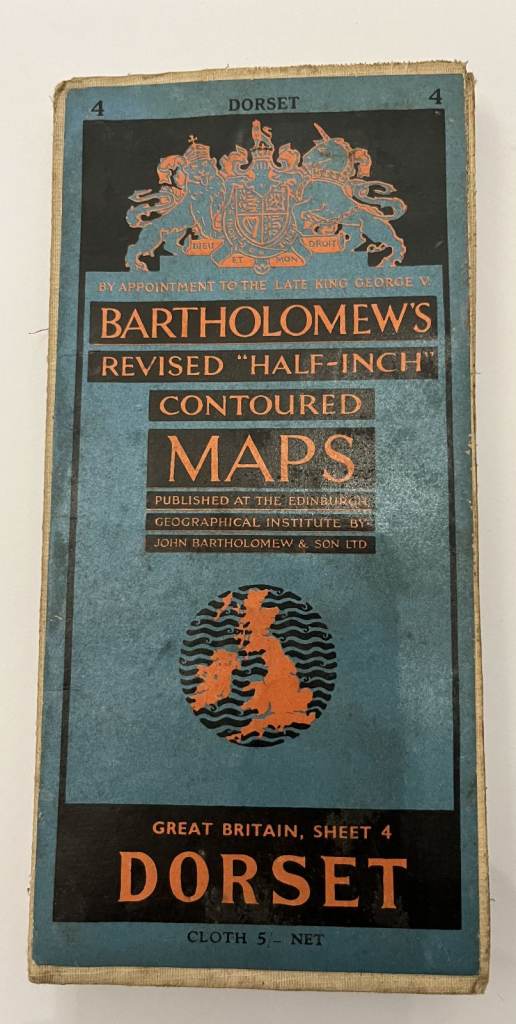 4 DORSET 4
DIEU DROIT
ET MON
BY APPOINTMENT TO THE LATE KING GEORGE V.
BARTHOLOMEW'S
REVISED "HALF-INCH"
CONTOURED
MAPS
PUBLISHED AT THE EDINBURGH
GEOGRAPHICAL INSTITUTE BY
JOHN BARTHOLOMEW & SON LTD
GREAT BRITAIN, SHEET 4
DORSET
CLOTH 5/- NET